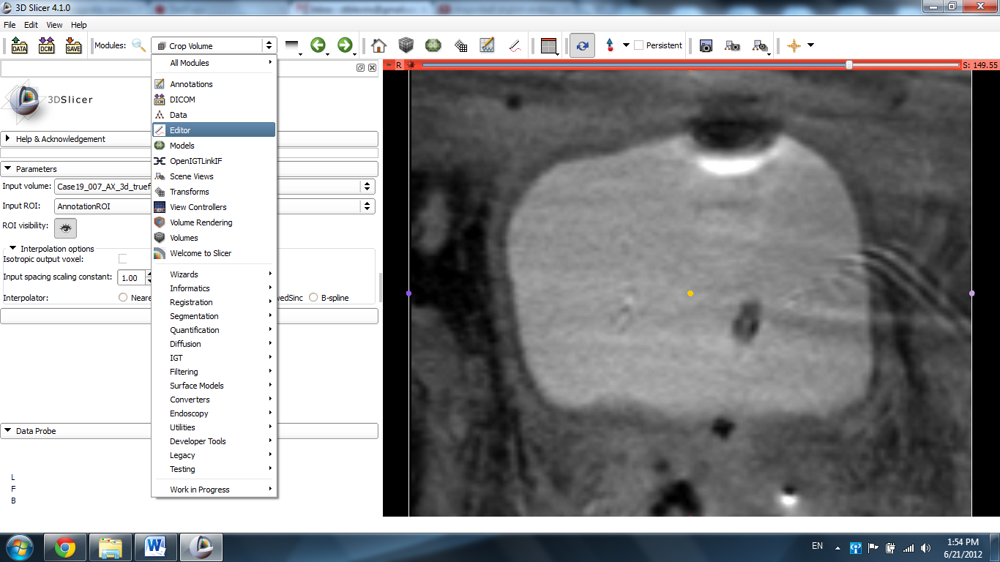 3D Slicer 4.1.0
File Edit View Help
DATA DCM SAVE Modules: Crop Volume Persistent
R S: 149.55
All Modules
3DSlicer
Annotations
DCM DICOM
Data
Editor
Help & Acknowledgement
Models
OpenIGTLinkIF
Parameters
Scene Views
Input volume: Case19_007_AX_3d_truef
Transforms
Input ROI: AnnotationROI
View Controllers
ROI visibility:
Volume Rendering
Volumes
Interpolation options
Welcome to Slicer
Isotropic output voxel:
Input spacing scaling constant: 1.00
Wizards
Informatics
Interpolator: Neare wedSinc B-spline
Registration
Segmentation
Quantification
Diffusion
IGT
Filtering
Surface Models
Converters
Endoscopy
Utilities
Data Probe
Developer Tools
Legacy
Testing
L
F
Work in Progress
B
EN
1:54 PM
6/21/2012